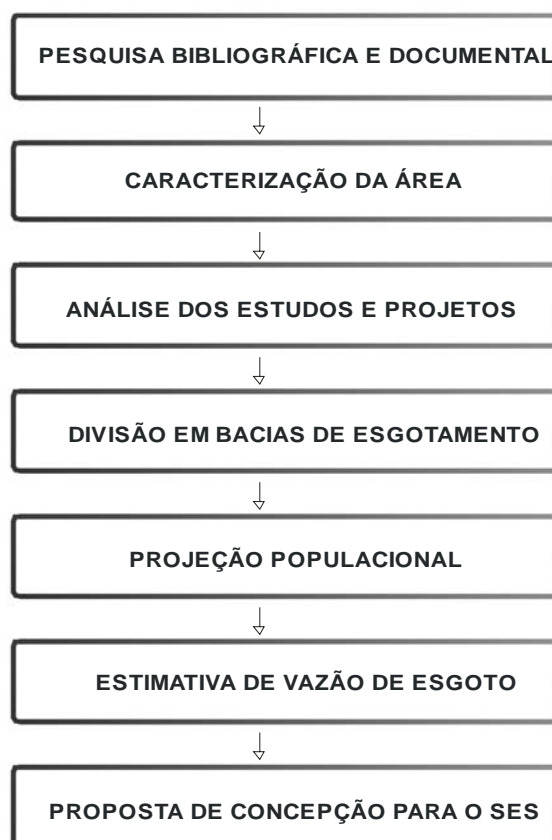 PESQUISA BIBLIOGRÁFICA E DOCUMENTAL
CARACTERIZAÇÃO DA ÁREA
ANÁLISE DOS ESTUDOS E PROJETOS
DIVISÃO EM BACIAS DE ESGOTAMENTO
PROJEÇÃO POPULACIONAL
ESTIMATIVA DE VAZÃO DE ESGOTO
PROPOSTA DE CONCEPÇÃO PARA O SES